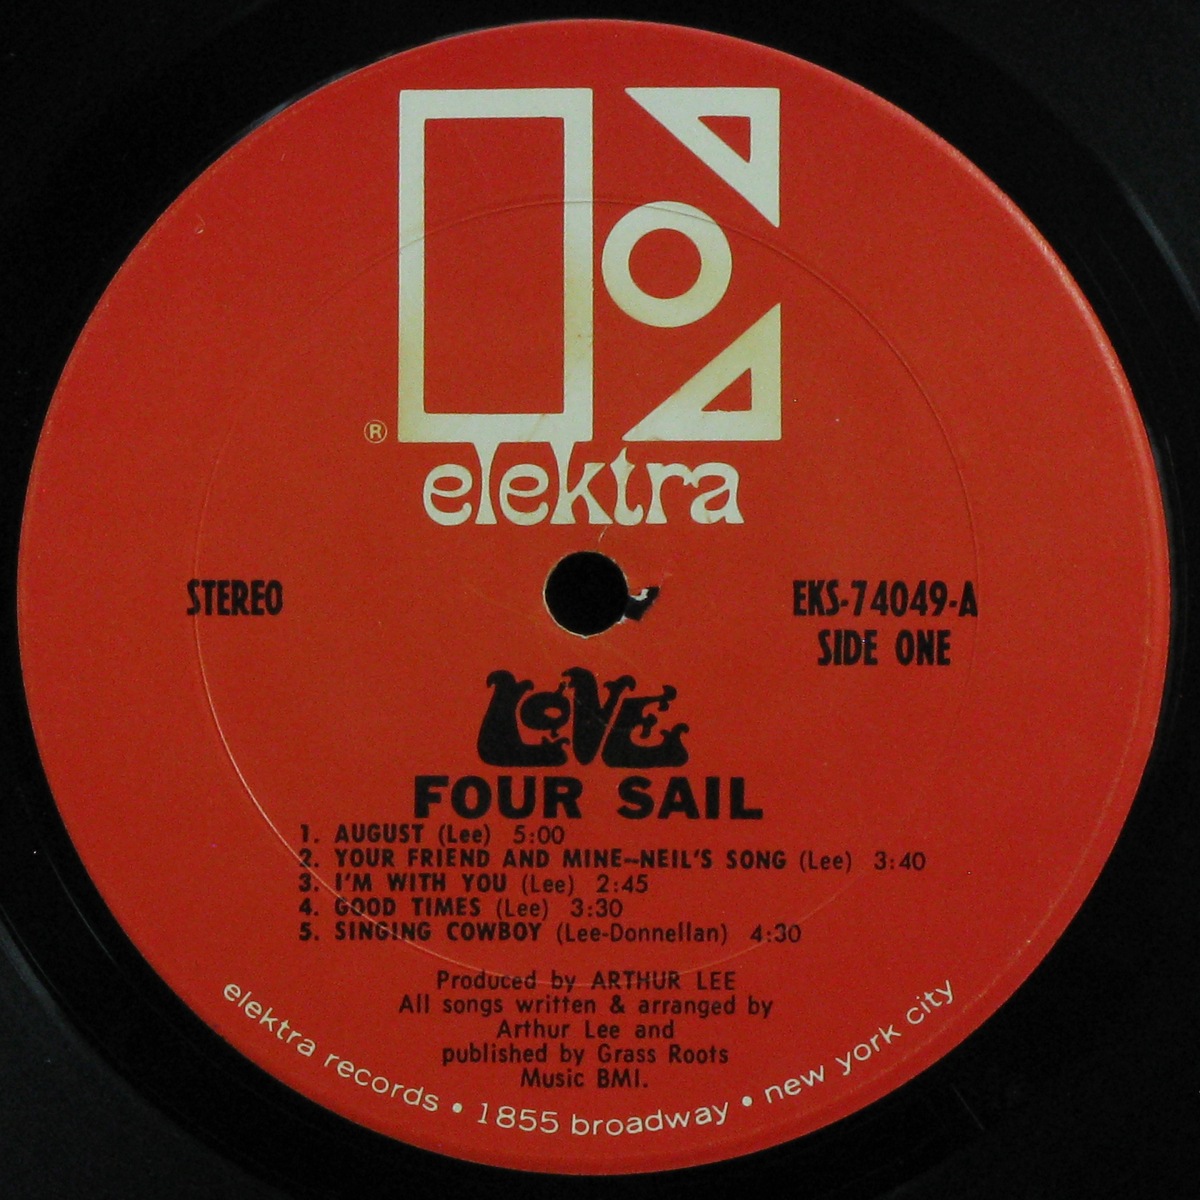 ®
elektra
STEREO
EKS-74049-A
SIDE ONE
LOVE
FOUR SAIL
1. AUGUST (Lee) 5:00
2. YOUR FRIEND AND MINE--NEIL'S SONG (Lee) 3:40
3. I'M WITH YOU (Lee) 2:45
4. GOOD TIMES (Lee) 3:30
5. SINGING COWBOY (Lee-Donnellan) 4:30
Produced by ARTHUR LEE
All songs written & arranged by
Arthur Lee and
published by Grass Roots
Music BMI.
elektra records • 1855 broadway • new york city